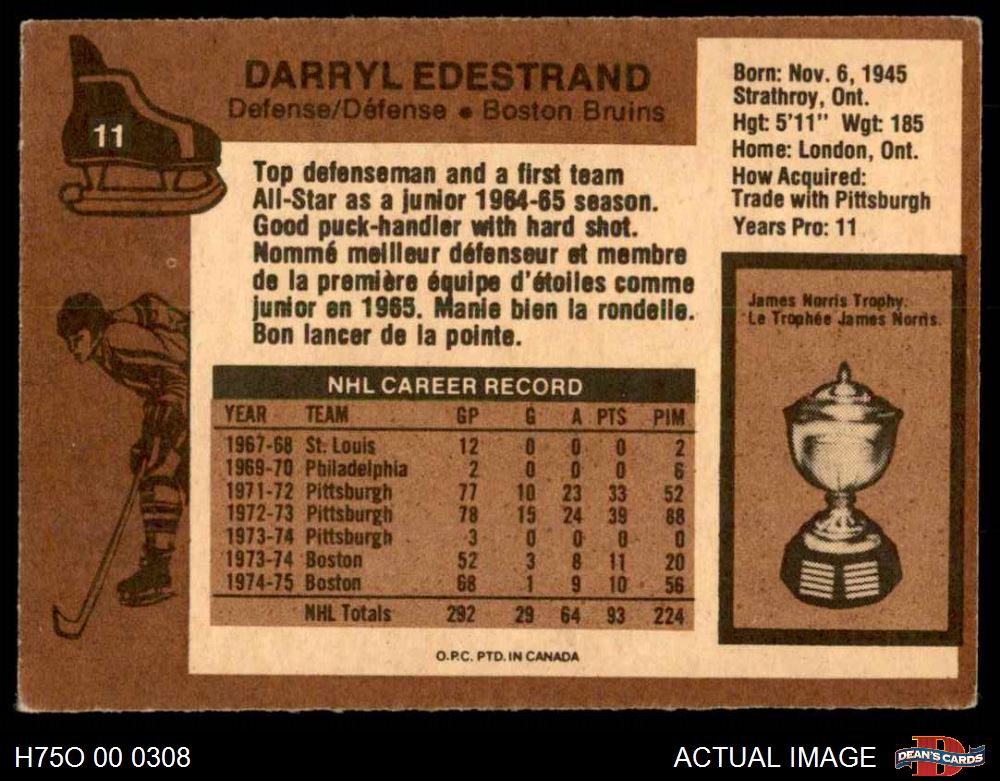 DARRYL EDESTRAND
Defense/Défense • Boston Bruins
11
Top defenseman and a first team
All-Star as a junior 1964-65 season.
Good puck-handler with hard shot.
Nommé meilleur défenseur et membre
de la première équipe d'étoiles comme
junior en 1965. Manie bien la rondelle.
Bon lancer de la pointe.
Born: Nov. 6, 1945
Strathroy, Ont.
Hgt: 5'11" Wgt: 185
Home: London, Ont.
How Acquired:
Trade with Pittsburgh
Years Pro: 11
James Norris Trophy.
Le Trophée James Norris.
NHL CAREER RECORD
YEAR TEAM GP G A PTS PIM
1967-68 St. Louis 12 0 0 0 2
1969-70 Philadelphia 2 0 0 0 6
1971-72 Pittsburgh 77 10 23 33 52
1972-73 Pittsburgh 78 15 24 39 88
1973-74 Pittsburgh 3 0 0 0 0
1973-74 Boston 52 3 8 11 20
1974-75 Boston 68 1 9 10 56
NHL Totals 292 29 64 93 224
O.P.C. PTD. IN CANADA
H75O 00 0308
ACTUAL IMAGE
D
DEAN'S CARDS